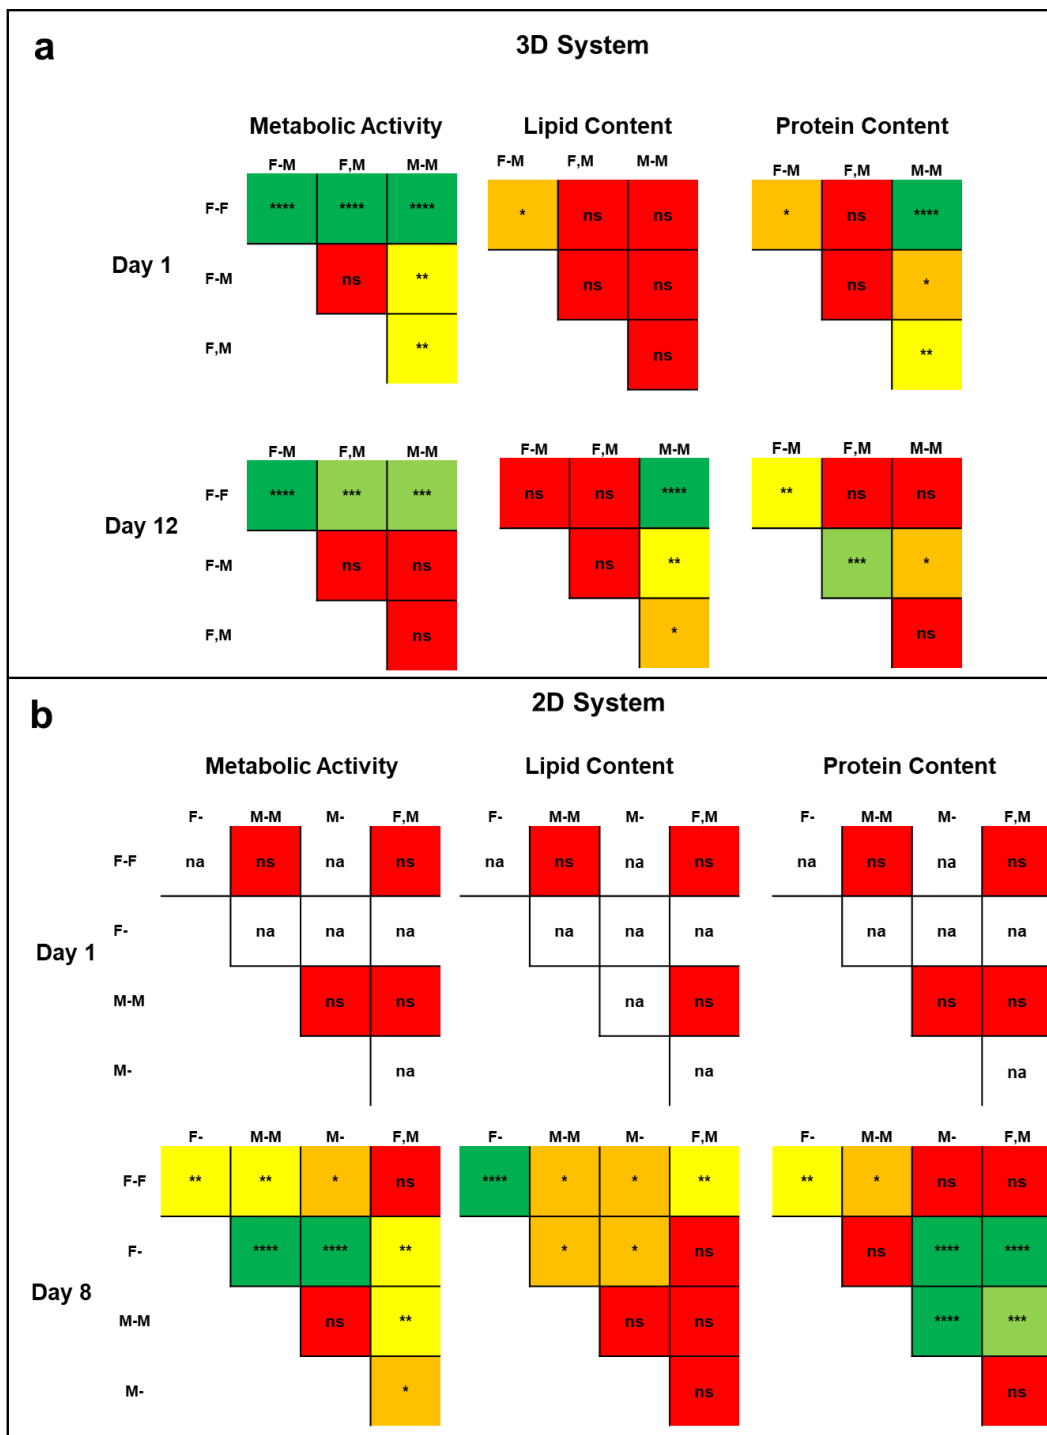 a
3D System
Metabolic Activity Lipid Content Protein Content
F-M F,M M-M F-M F,M M-M F-M F,M M-M
F-F **** **** **** * ns ns * ns ****
Day 1
F-M ns ** ns ns ns *
F,M ** ns **
F-M F,M M-M F-M F,M M-M F-M F,M M-M
F-F **** *** *** ns ns **** ** ns ns
Day 12
F-M ns ns ns ** *** *
F,M ns * ns
b
2D System
Metabolic Activity Lipid Content Protein Content
F- M-M M- F,M F- M-M M- F,M F- M-M M- F,M
F-F na ns na ns na ns na ns na ns na ns
F- na na na na na na na na na
Day 1
M-M ns ns na ns ns ns
M- na na na
F- M-M M- F,M F- M-M M- F,M F- M-M M- F,M
F-F ** ** * ns **** * * ** ** * ns ns
F- **** **** ** * * ns ns **** ****
Day 8
M-M ns ** ns ns **** ***
M- * ns ns